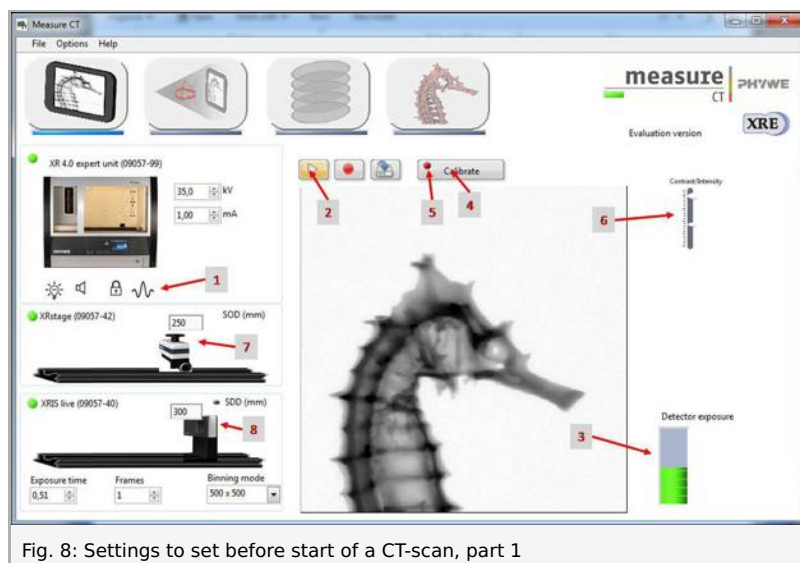 Measure CT
File Options Help
measure
CT
PHYWE
Evaluation version
XRE
XR 4.0 expert unit (09057-99)
35,0 kV
1,00 mA
PHYWE
1
XRstage (09057-42)
SOD (mm)
250
7
XRIS live (09057-40)
SDD (mm)
300
8
Exposure time Frames Binning mode
0,51 1 500 x 500
Calibrate
2
5
4
Contrast/Intensity
6
Detector exposure
3
Fig. 8: Settings to set before start of a CT-scan, part 1